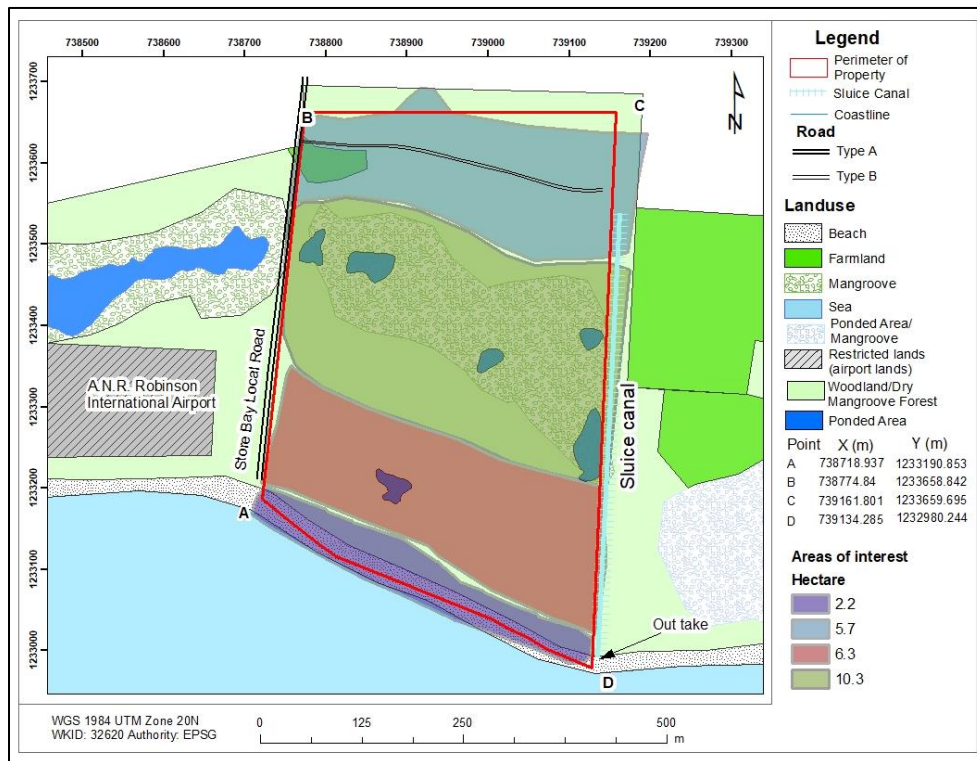 738500 738600 738700 738800 738900 739000 739100 739200 739300
1233700
1233600
1233500
1233400
1233300
1233200
1233100
1233000
B
C
A
D
N
A.N.R. Robinson
International Airport
Store Bay Local Road
Sluice canal
Out take
WGS 1984 UTM Zone 20N
WKID: 32620 Authority: EPSG
0 125 250 500
m
Legend
Perimeter of
Property
Sluice Canal
Coastline
Road
Type A
Type B
Landuse
Beach
Farmland
Mangroove
Sea
Ponded Area/
Mangroove
Restricted lands
(airport lands)
Woodland/Dry
Mangroove Forest
Ponded Area
Point X (m) Y (m)
A 738718.937 1233190.853
B 738774.84 1233658.842
C 739161.801 1233659.695
D 739134.285 1232980.244
Areas of interest
Hectare
2.2
5.7
6.3
10.3